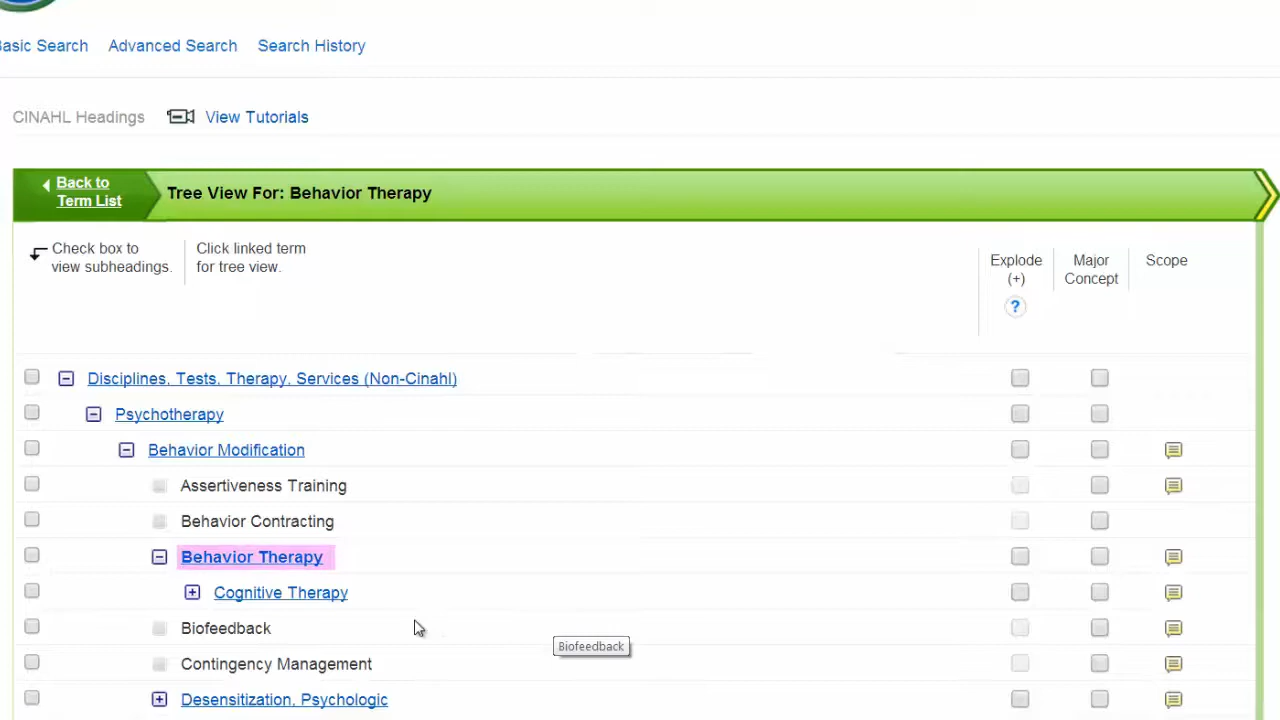 Basic Search Advanced Search Search History
CINAHL Headings View Tutorials
Back to
Term List
Tree View For: Behavior Therapy
Check box to
view subheadings.
Click linked term
for tree view.
Explode
(+)
?
Major
Concept
Scope
Disciplines, Tests, Therapy, Services (Non-Cinahl)
Psychotherapy
Behavior Modification
Assertiveness Training
Behavior Contracting
Behavior Therapy
Cognitive Therapy
Biofeedback
Biofeedback
Contingency Management
Desensitization, Psychologic